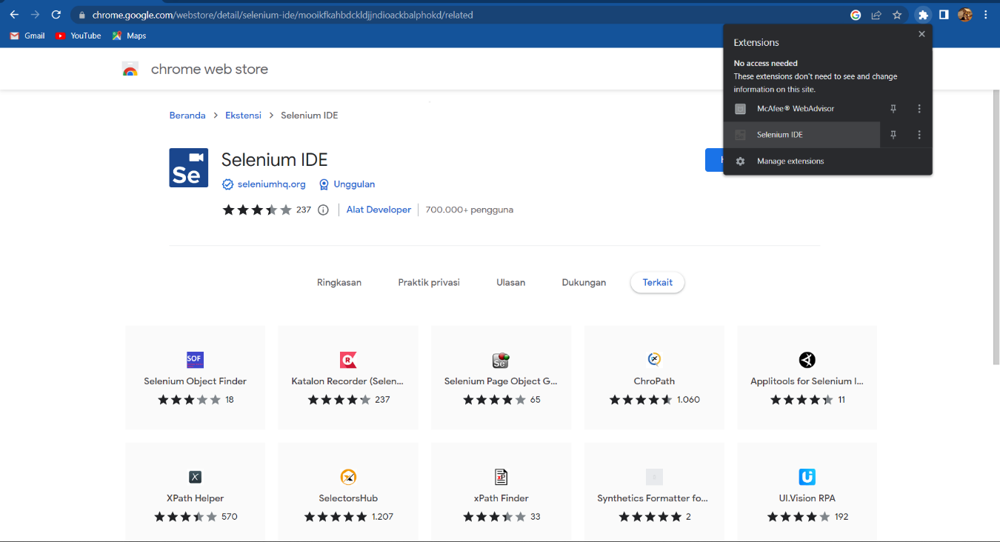 chrome.google.com/webstore/detail/selenium-ide/mooikfkahbdckldjjndioackbalphokd/related
Gmail YouTube Maps
Extensions
No access needed
These extensions don't need to see and change
information on this site.
McAfee® WebAdvisor
Selenium IDE
Manage extensions
chrome web store
Beranda > Ekstensi > Selenium IDE
Se
Selenium IDE
seleniumhq.org Unggulan
237 Alat Developer 700.000+ pengguna
Ringkasan Praktik privasi Ulasan Dukungan Terkait
SOF
Selenium Object Finder
18
R
Katalon Recorder (Selen...
237
Se
Selenium Page Object G...
65
ChroPath
1.060
Applitools for Selenium I...
11
X
XPath Helper
570
SelectorsHub
1.207
xP
xPath Finder
33
Synthetics Formatter fo...
2
Ui
UI.Vision RPA
192